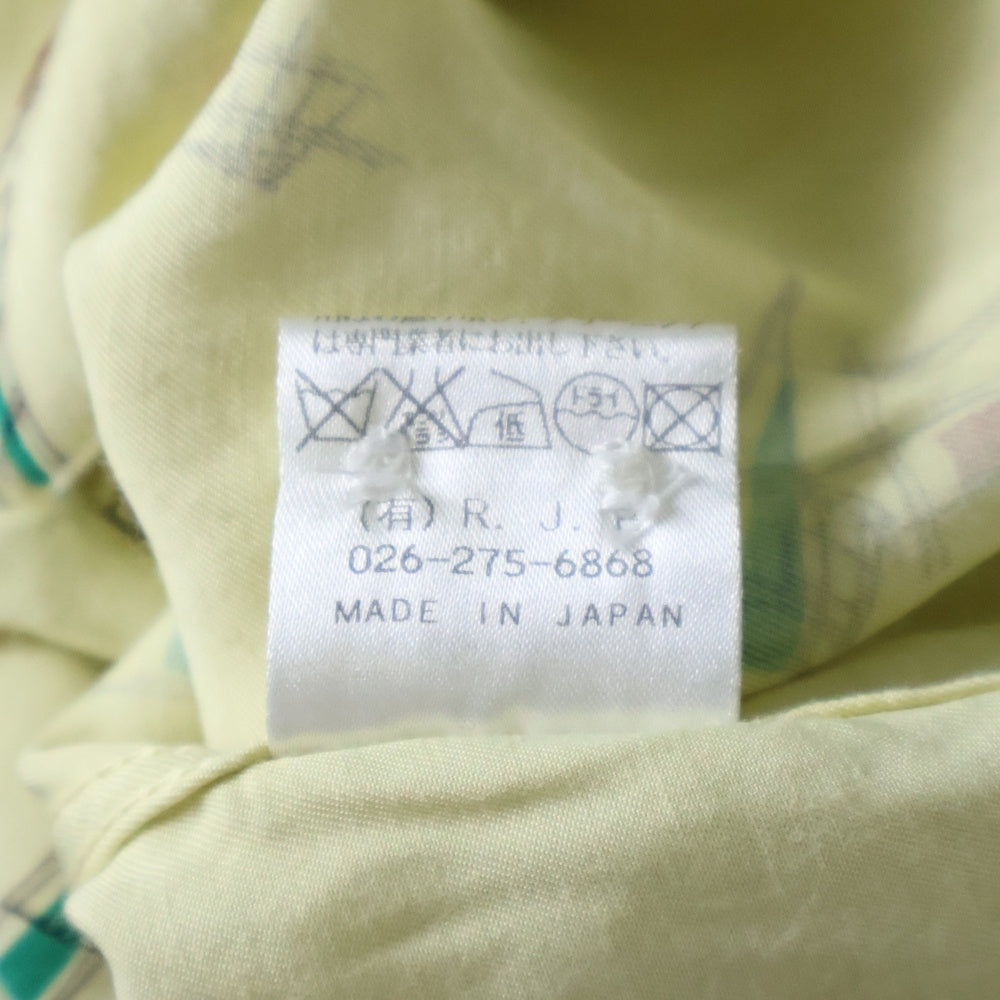 は専門業者にお出し下さい。
低 ドライ
(有) R. J.
026-275-6868
MADE IN JAPAN